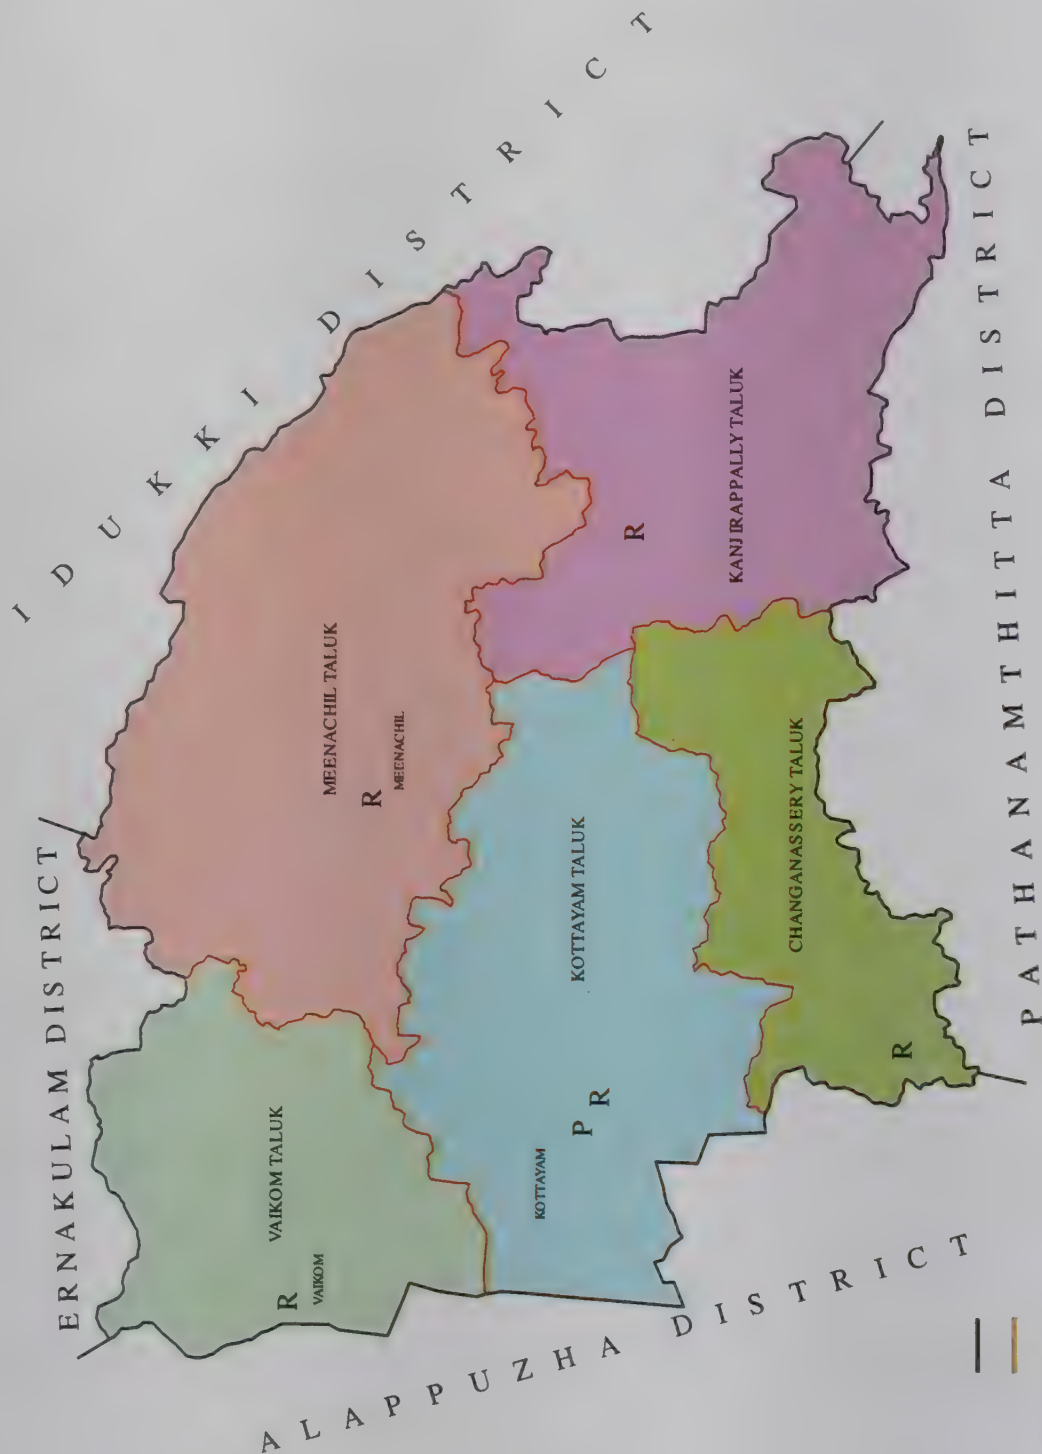 ERNAKULAM DISTRICT
IDUKKI DISTRICT
VAIKOM TALUK
R
VAIKOM
MEENACHIL TALUK
R
MEENACHIL
KOTTAYAM TALUK
KOTTAYAM
P
R
KANJIRAPPALLY TALUK
R
CHANGANASSERY TALUK
R
ALAPPUZHA DISTRICT
PATHANAMTHITTA DISTRICT